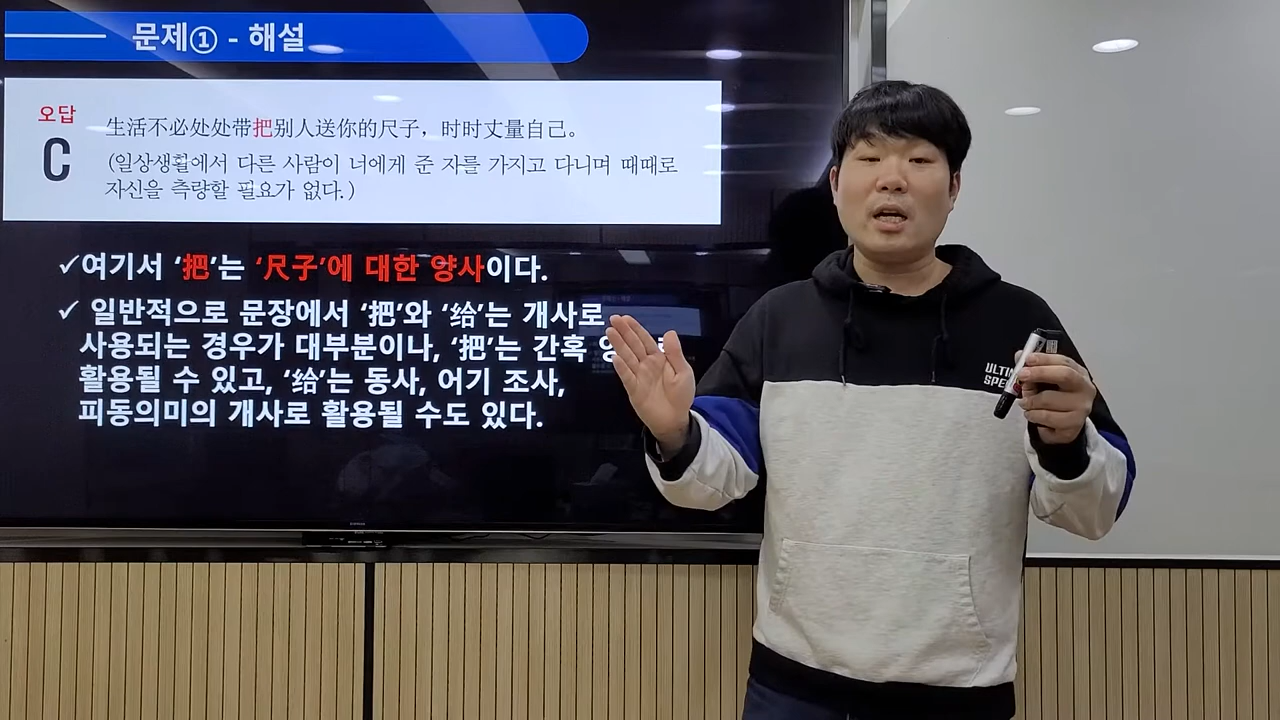 문제① - 해설
오답
C
生活不必处处带把别人送你的尺子，时时丈量自己。
(일상생활에서 다른 사람이 너에게 준 자를 가지고 다니며 때때로
자신을 측량할 필요가 없다.)
✓여기서 ‘把’는 ‘尺子’에 대한 양사이다.
✓ 일반적으로 문장에서 ‘把’와 ‘给’는 개사로
사용되는 경우가 대부분이나, ‘把’는 간혹
활용될 수 있고, ‘给’는 동사, 어기 조사,
피동의미의 개사로 활용될 수도 있다.